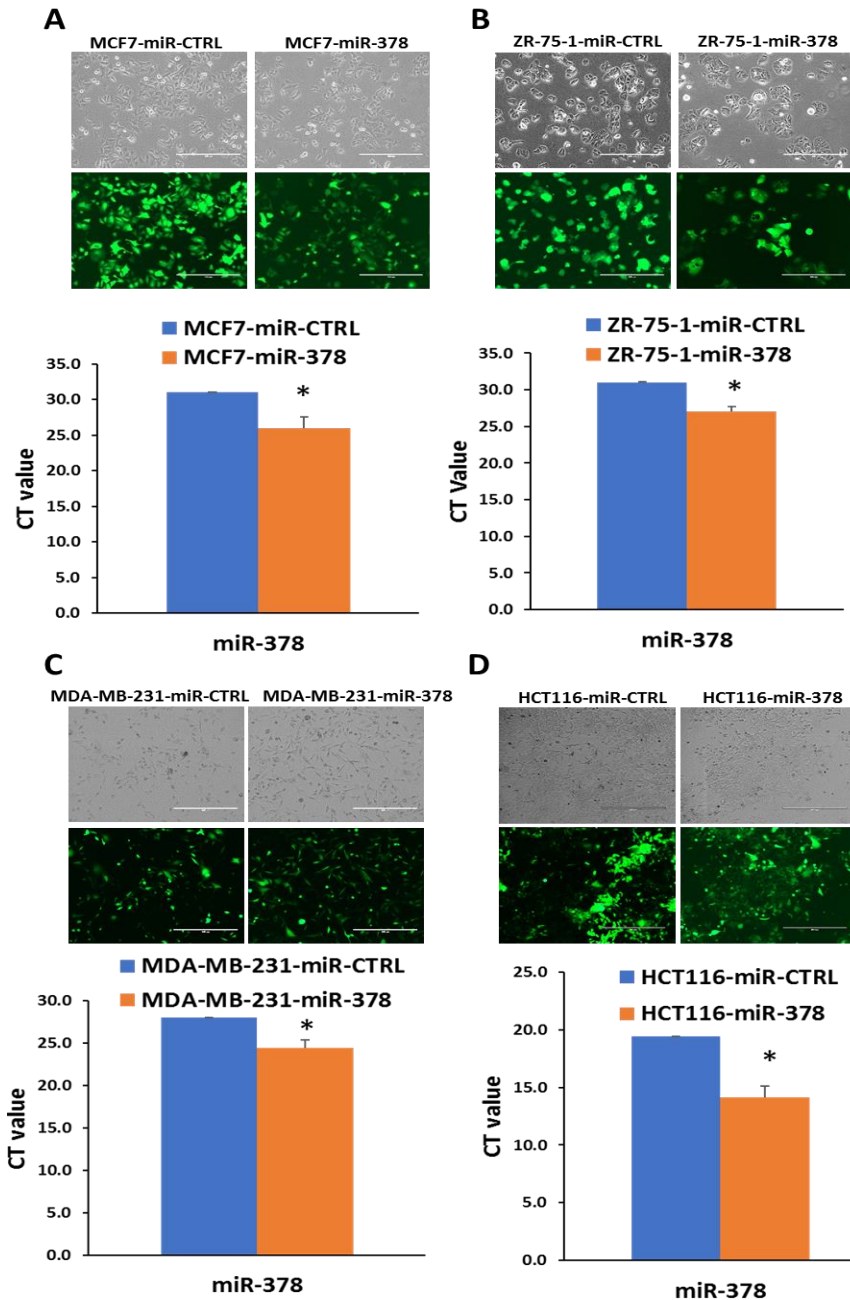 A
MCF7-miR-CTRL
MCF7-miR-378
MCF7-miR-CTRL
MCF7-miR-378
35.0
30.0
25.0
20.0
15.0
10.0
5.0
0.0
CT value
*
miR-378
B
ZR-75-1-miR-CTRL
ZR-75-1-miR-378
ZR-75-1-miR-CTRL
ZR-75-1-miR-378
35.0
30.0
25.0
20.0
15.0
10.0
5.0
0.0
CT Value
*
miR-378
C
MDA-MB-231-miR-CTRL
MDA-MB-231-miR-378
MDA-MB-231-miR-CTRL
MDA-MB-231-miR-378
30.0
25.0
20.0
15.0
10.0
5.0
0.0
CT value
*
miR-378
D
HCT116-miR-CTRL
HCT116-miR-378
HCT116-miR-CTRL
HCT116-miR-378
25.0
20.0
15.0
10.0
5.0
0.0
CT value
*
miR-378